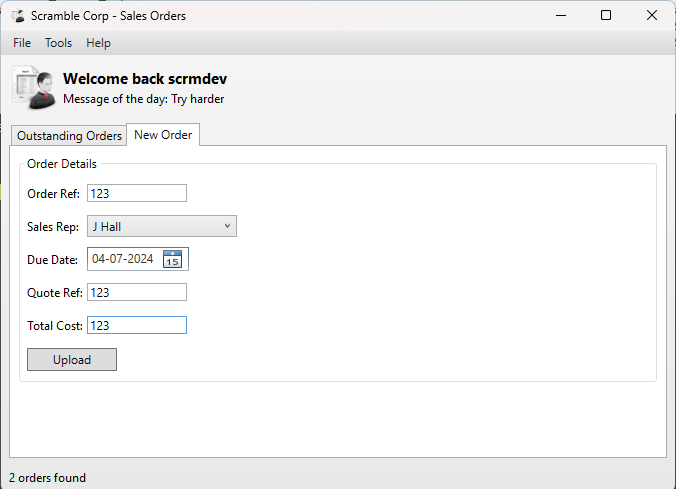 Scramble Corp - Sales Orders
File Tools Help
Welcome back scrmdev
Message of the day: Try harder
Outstanding Orders New Order
Order Details
Order Ref: 123
Sales Rep: J Hall
Due Date: 04-07-2024 15
Quote Ref: 123
Total Cost: 123
Upload
2 orders found